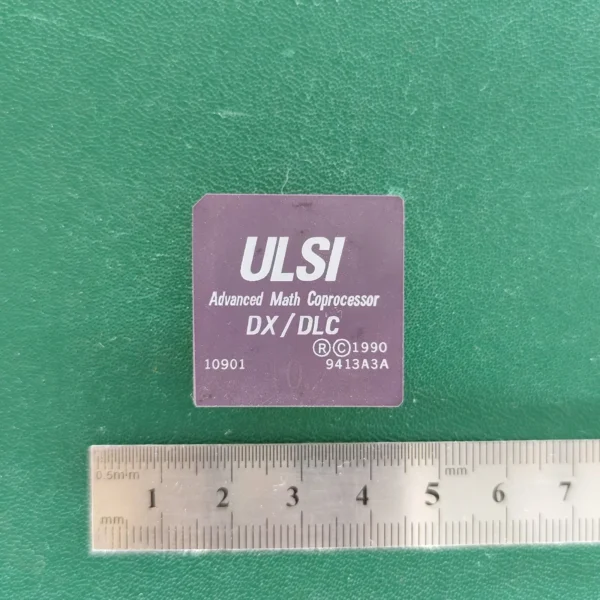 ULSI
Advanced Math Coprocessor
DX/DLC
®©1990
10901 9413A3A
0.5mm mm
1 2 3 4 5 6 7
mm